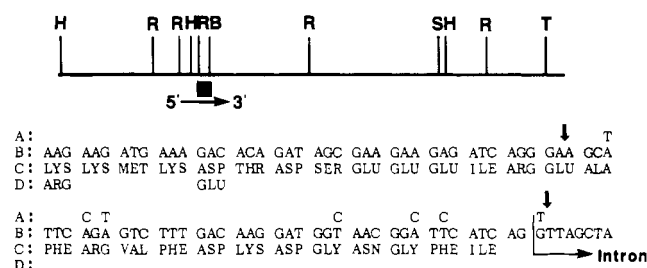 H R R H R B R S H R T
5' 3'
A: T
B: AAG AAG ATG AAA GAC ACA GAT AGC GAA GAA GAG ATC AGG GAA GCA
C: LYS LYS MET LYS ASP THR ASP SER GLU GLU GLU ILE ARG GLU ALA
D: ARG GLU
A: C T C C C T
B: TTC AGA GTC TTT GAC AAG GAT GGT AAC GGA TTC ATC AG GTTAGCTA
C: PHE ARG VAL PHE ASP LYS ASP GLY ASN GLY PHE ILE
D: Intron